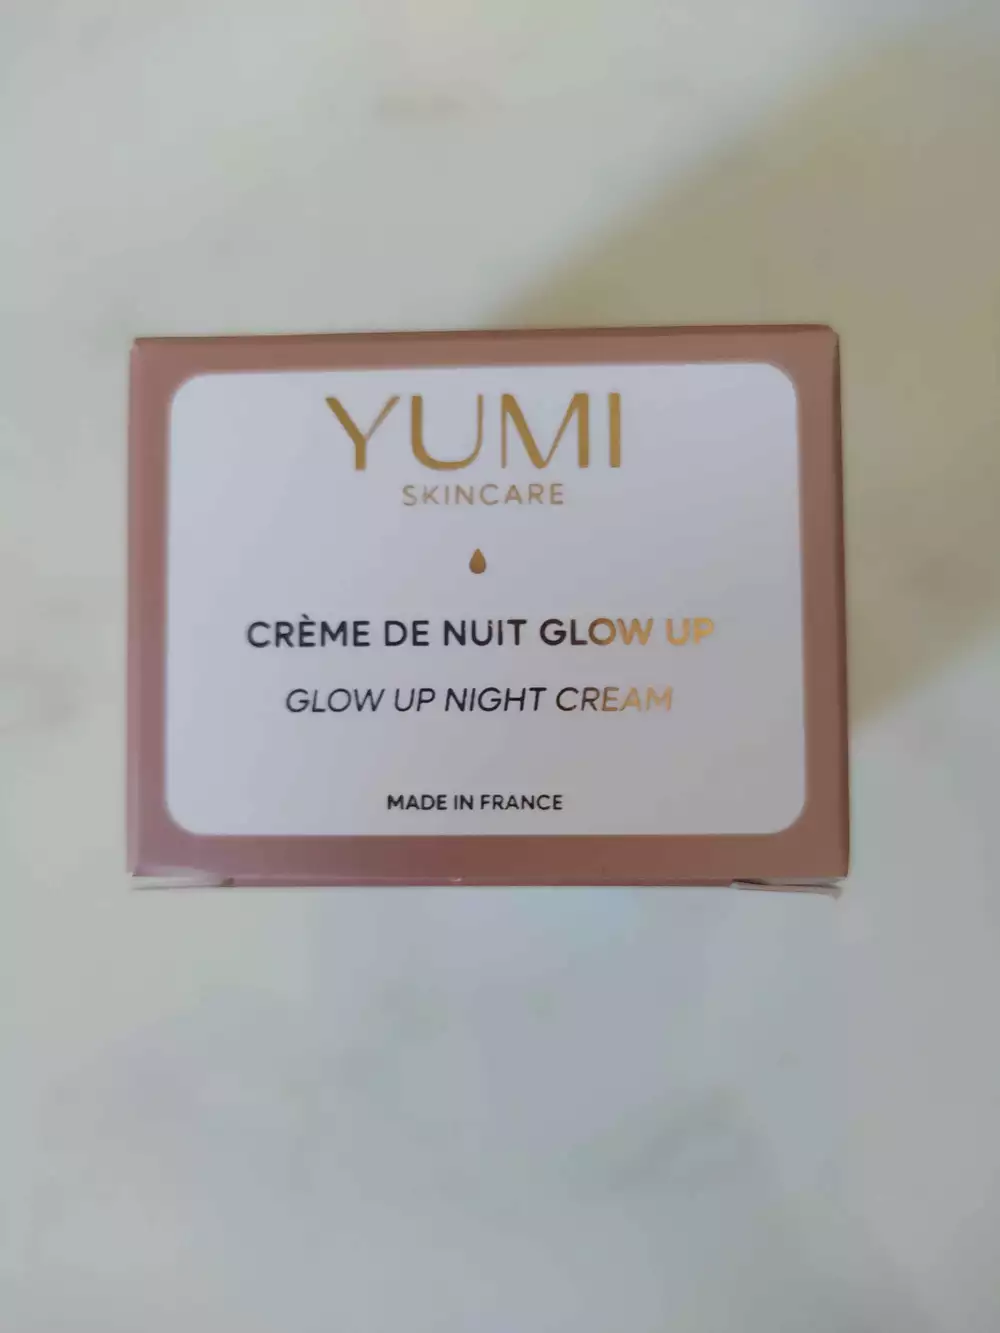 YUMI
SKINCARE
CRÈME DE NUIT GLOW UP
GLOW UP NIGHT CREAM
MADE IN FRANCE